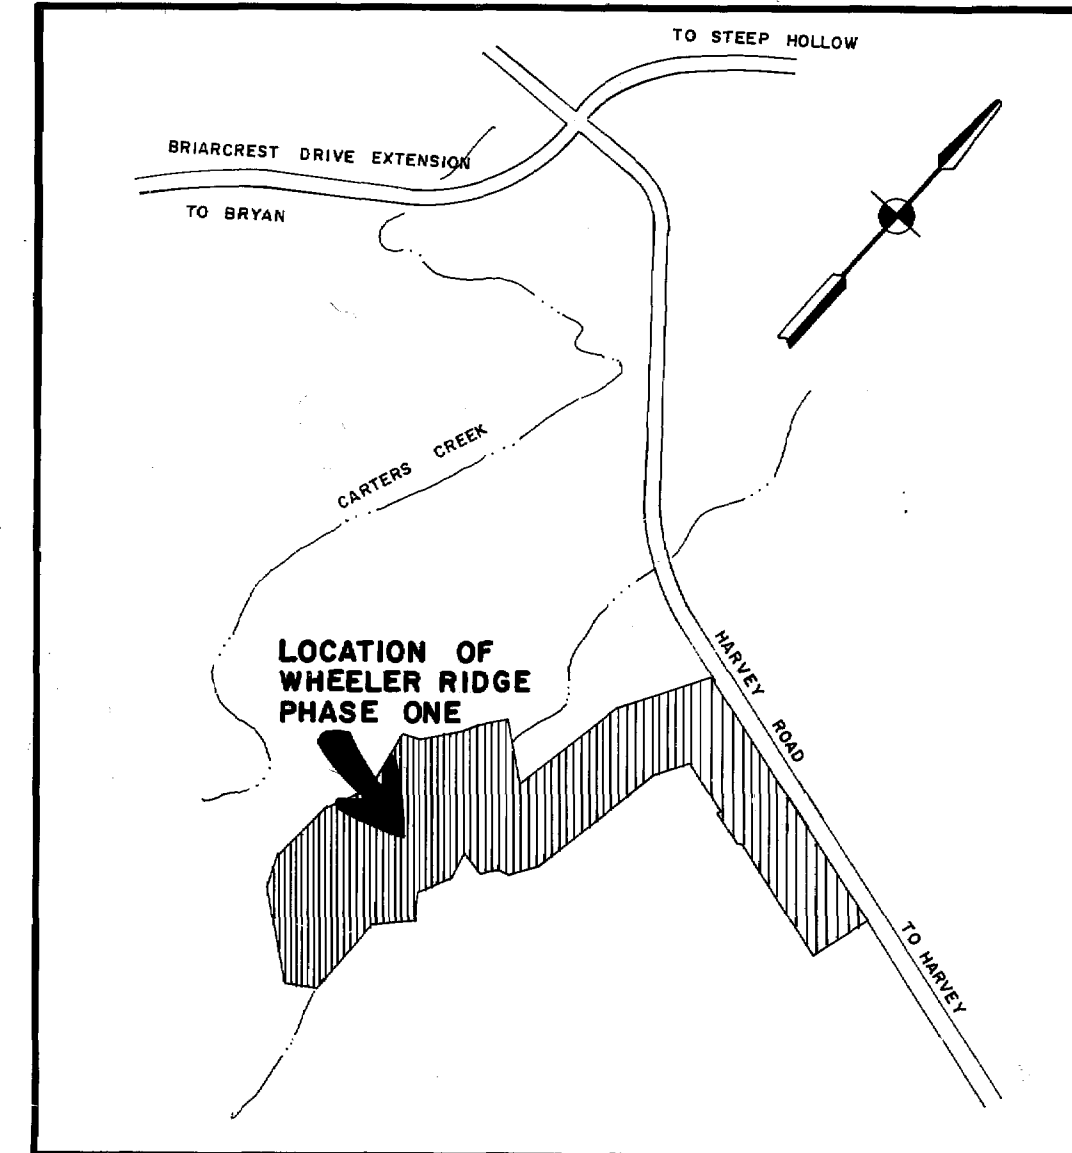 TO STEEP HOLLOW
BRIARCREST DRIVE EXTENSION
TO BRYAN
CARTERS CREEK
LOCATION OF
WHEELER RIDGE
PHASE ONE
HARVEY ROAD
TO HARVEY